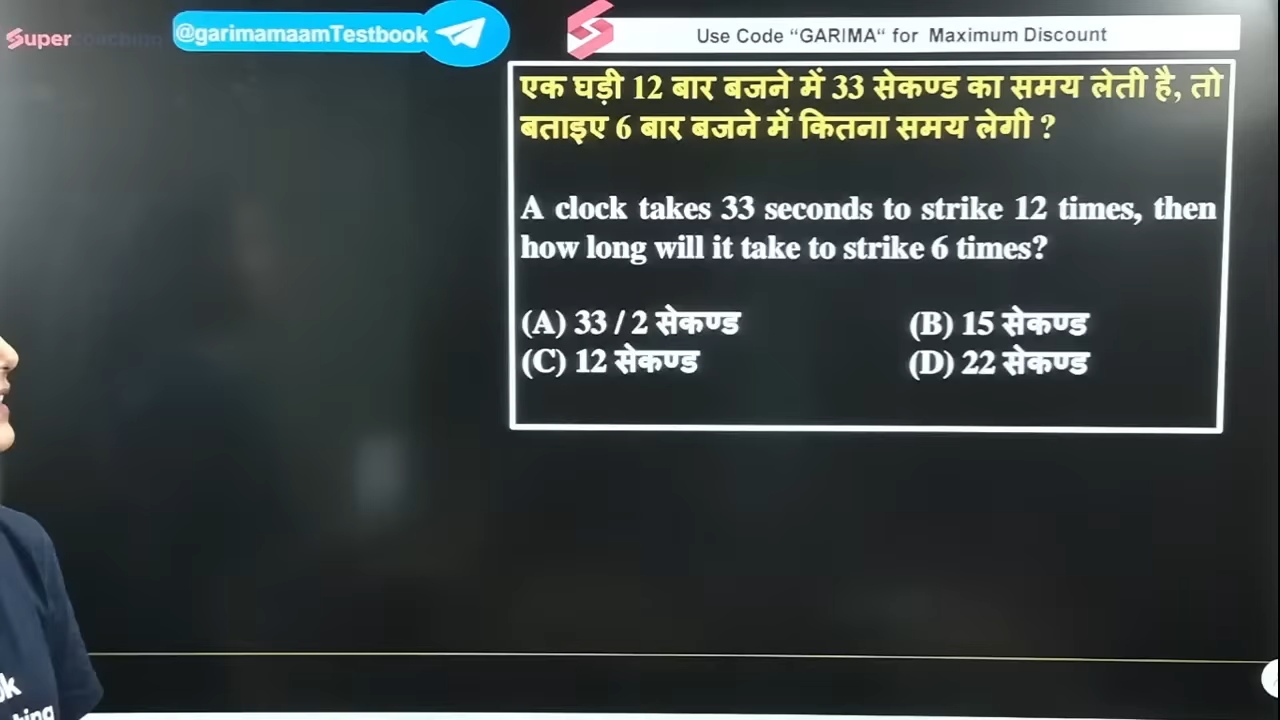 Super coaching
@garimamaamTestbook
Use Code “GARIMA“ for Maximum Discount
एक घड़ी 12 बार बजने में 33 सेकण्ड का समय लेती है, तो
बताइए 6 बार बजने में कितना समय लेगी ?
A clock takes 33 seconds to strike 12 times, then
how long will it take to strike 6 times?
(A) 33 / 2 सेकण्ड (B) 15 सेकण्ड
(C) 12 सेकण्ड (D) 22 सेकण्ड